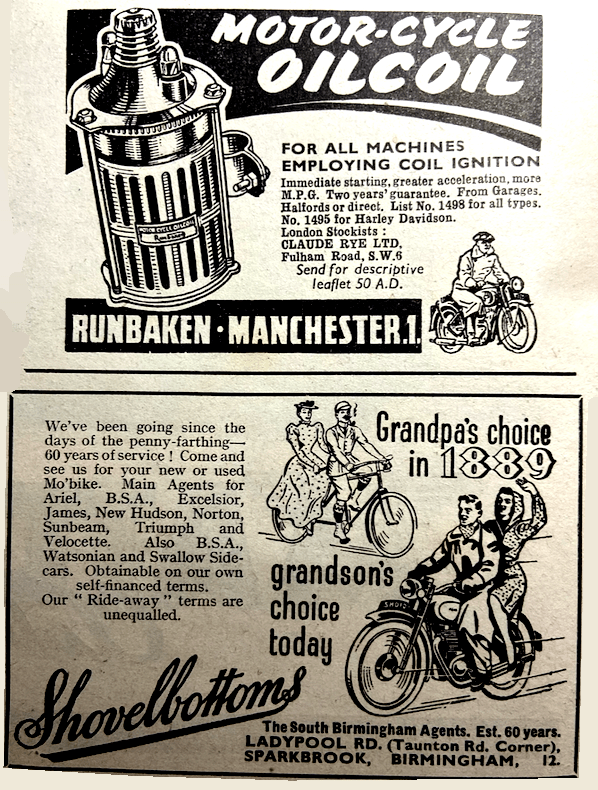 MOTOR-CYCLE
OILCOIL
FOR ALL MACHINES
EMPLOYING COIL IGNITION
Immediate starting, greater acceleration, more
M.P.G. Two years' guarantee. From Garages.
Halfords or direct. List No. 1498 for all types.
No. 1495 for Harley Davidson.
London Stockists :
CLAUDE RYE LTD,
Fulham Road, S.W.6
Send for descriptive
leaflet 50 A.D.
MOTOR CYCLE OILCOIL
Runbaken
RUNBAKEN · MANCHESTER.1.
We've been going since the
days of the penny-farthing—
60 years of service ! Come and
see us for your new or used
Mo'bike. Main Agents for
Ariel, B.S.A., Excelsior,
James, New Hudson, Norton,
Sunbeam, Triumph and
Velocette. Also B.S.A.,
Watsonian and Swallow Side-
cars. Obtainable on our own
self-financed terms.
Our “ Ride-away ” terms are
unequalled.
Grandpa's choice
in 1889
grandson's
choice
today
Shovelbottoms
The South Birmingham Agents. Est. 60 years.
LADYPOOL RD. (Taunton Rd. Corner),
SPARKBROOK, BIRMINGHAM, 12.